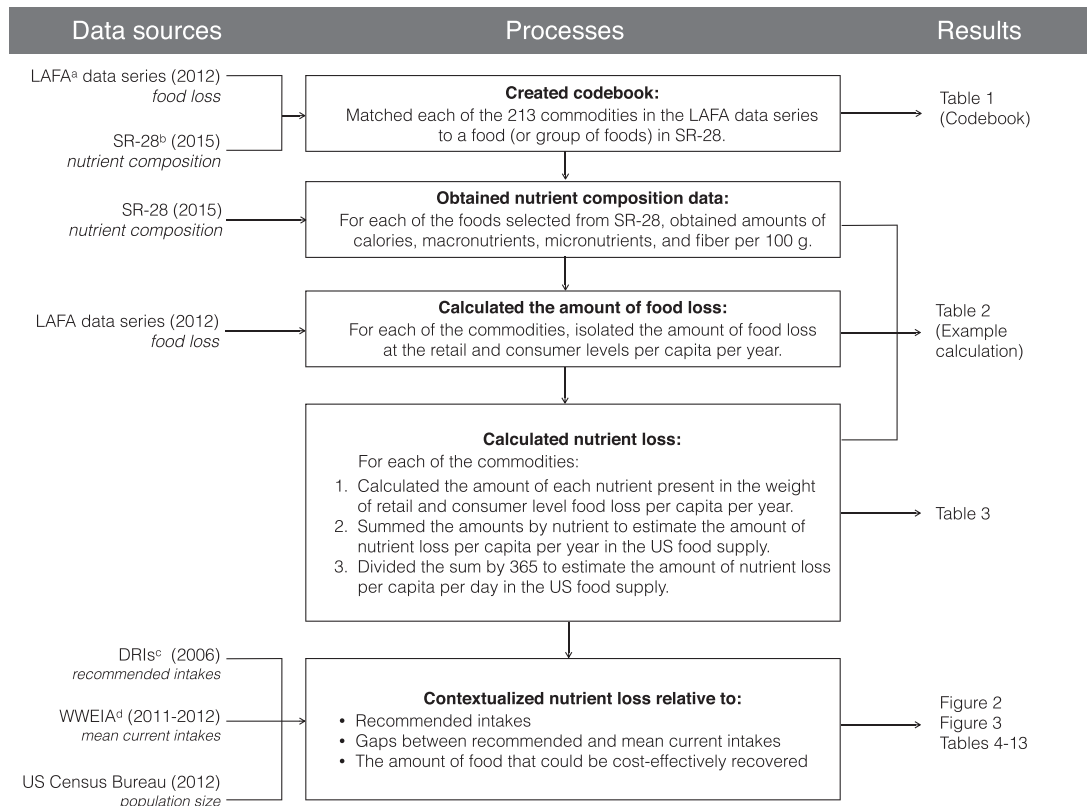 Data sources
Processes
Results
LAFAᵃ data series (2012)
food loss
SR-28ᵇ (2015)
nutrient composition
Created codebook:
Matched each of the 213 commodities in the LAFA data series
to a food (or group of foods) in SR-28.
Table 1
(Codebook)
SR-28 (2015)
nutrient composition
Obtained nutrient composition data:
For each of the foods selected from SR-28, obtained amounts of
calories, macronutrients, micronutrients, and fiber per 100 g.
LAFA data series (2012)
food loss
Calculated the amount of food loss:
For each of the commodities, isolated the amount of food loss
at the retail and consumer levels per capita per year.
Table 2
(Example
calculation)
Calculated nutrient loss:
For each of the commodities:
1. Calculated the amount of each nutrient present in the weight
of retail and consumer level food loss per capita per year.
2. Summed the amounts by nutrient to estimate the amount of
nutrient loss per capita per year in the US food supply.
3. Divided the sum by 365 to estimate the amount of nutrient loss
per capita per day in the US food supply.
Table 3
DRIsᶜ (2006)
recommended intakes
WWEIAᵈ (2011-2012)
mean current intakes
US Census Bureau (2012)
population size
Contextualized nutrient loss relative to:
• Recommended intakes
• Gaps between recommended and mean current intakes
• The amount of food that could be cost-effectively recovered
Figure 2
Figure 3
Tables 4-13